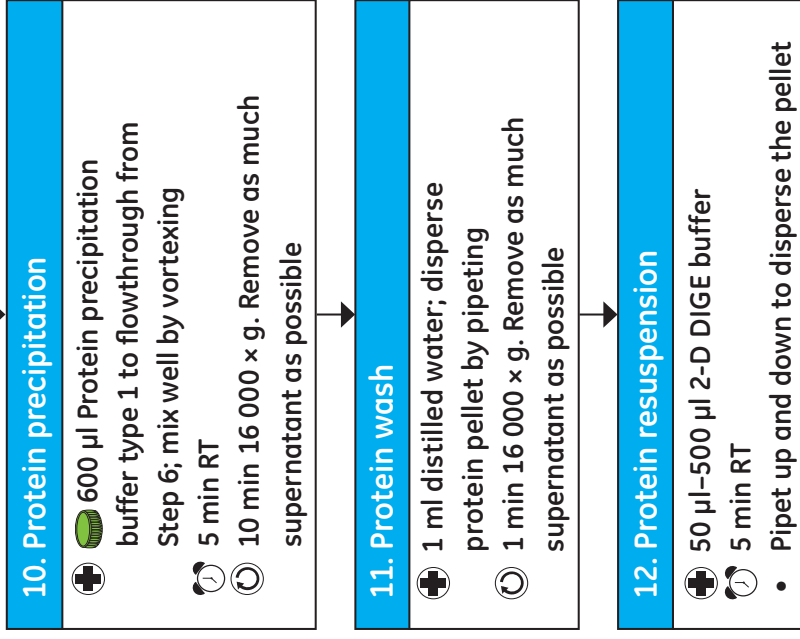 10. Protein precipitation
600 µl Protein precipitation
buffer type 1 to flowthrough from
Step 6; mix well by vortexing
5 min RT
10 min 16 000 × g. Remove as much
supernatant as possible
11. Protein wash
1 ml distilled water; disperse
protein pellet by pipeting
1 min 16 000 × g. Remove as much
supernatant as possible
12. Protein resuspension
50 µl–500 µl 2-D DIGE buffer
5 min RT
• Pipet up and down to disperse the pellet